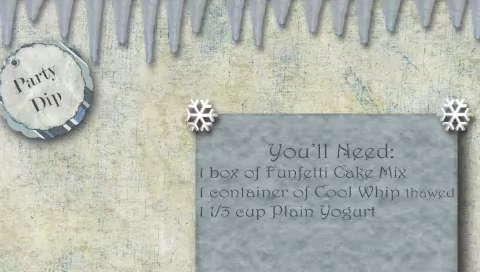 Party
Dip
You'll Need:
1 box of Funfetti Cake Mix
1 container of Cool Whip thawed
1 1/3 cup Plain Yogurt